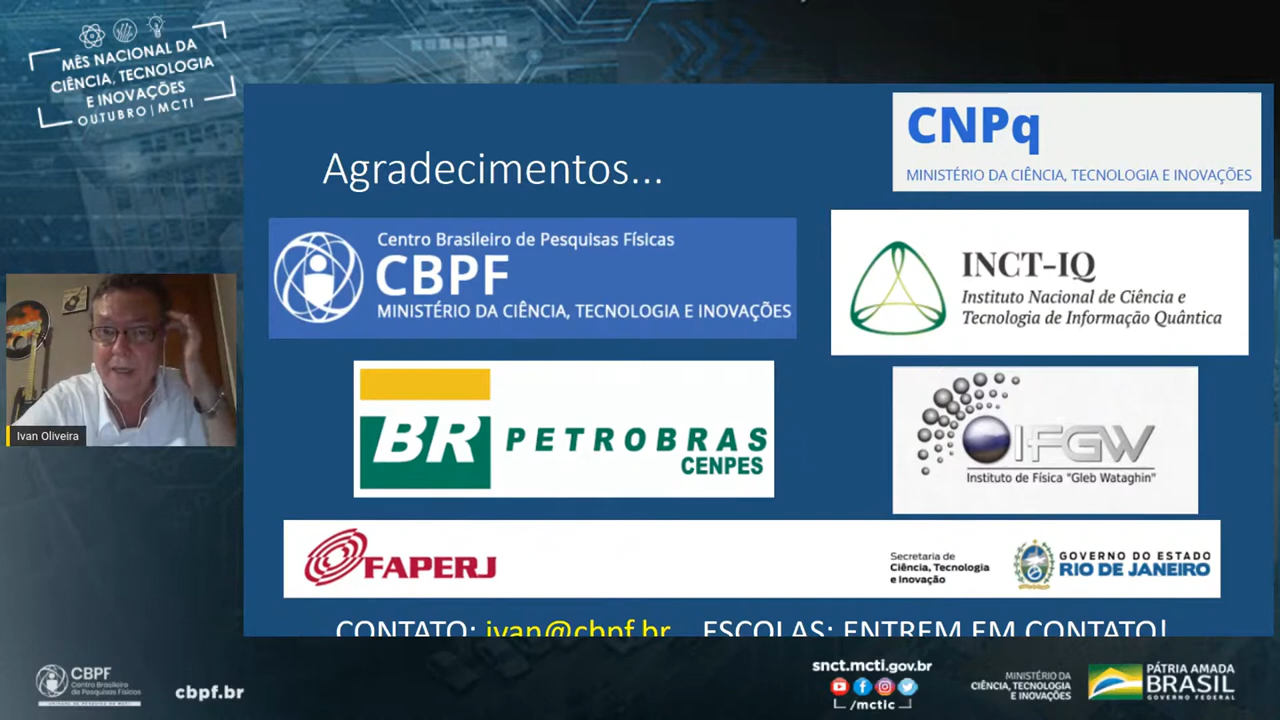 MÊS NACIONAL DA
CIÊNCIA, TECNOLOGIA
E INOVAÇÕES
OUTUBRO | MCTI
Agradecimentos...
CNPq
MINISTÉRIO DA CIÊNCIA, TECNOLOGIA E INOVAÇÕES
Centro Brasileiro de Pesquisas Físicas
CBPF
MINISTÉRIO DA CIÊNCIA, TECNOLOGIA E INOVAÇÕES
INCT-IQ
Instituto Nacional de Ciência e
Tecnologia de Informação Quântica
Ivan Oliveira
BR PETROBRAS
CENPES
IFGW
Instituto de Física "Gleb Wataghin"
FAPERJ
Secretaria de
Ciência, Tecnologia
e Inovação
GOVERNO DO ESTADO
RIO DE JANEIRO
CONTATO: ivan@cbpf.br ESCOLAS: ENTREM EM CONTATO!
CBPF
Centro Brasileiro
de Pesquisas Físicas
cbpf.br
snct.mcti.gov.br
/mctic
MINISTÉRIO DA
CIÊNCIA, TECNOLOGIA
E INOVAÇÕES
PÁTRIA AMADA
BRASIL
GOVERNO FEDERAL